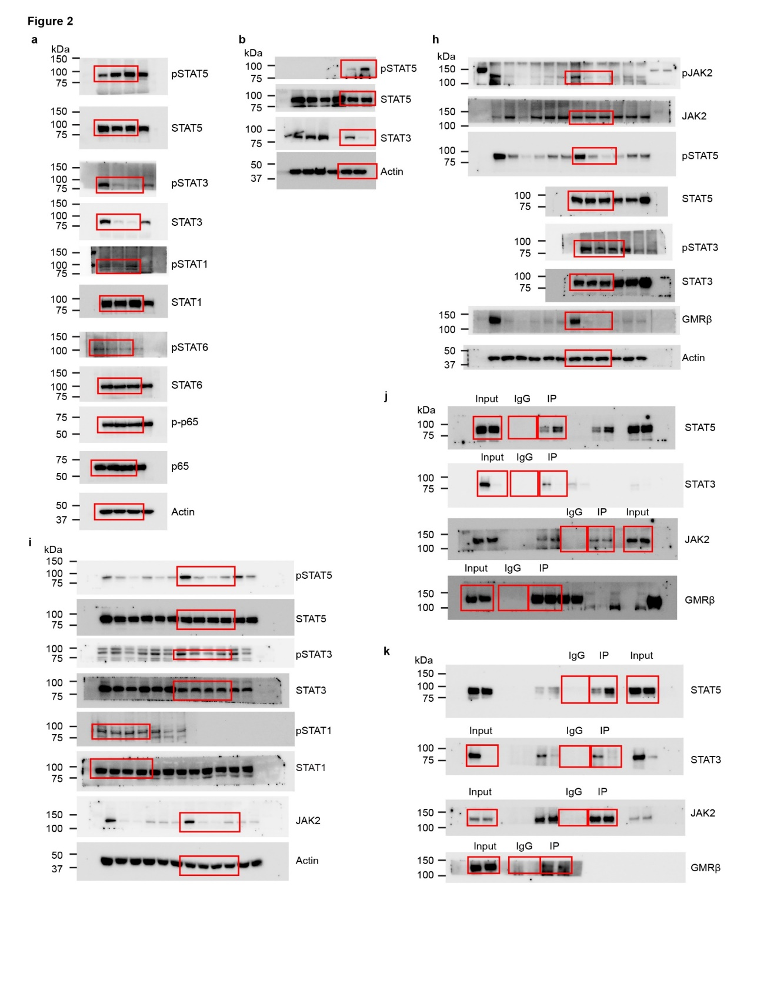 Figure 2
a
kDa
150
100
75
pSTAT5
150
100
75
STAT5
150
100
75
pSTAT3
150
100
75
STAT3
150
100
75
pSTAT1
100
75
STAT1
150
100
pSTAT6
150
100
75
STAT6
75
50
p-p65
75
50
p65
50
37
Actin
b
kDa
100
75
pSTAT5
100
75
STAT5
100
75
STAT3
50
37
Actin
h
kDa
150
100
pJAK2
150
100
JAK2
100
75
pSTAT5
100
75
STAT5
100
75
pSTAT3
100
75
STAT3
150
100
GMRβ
50
37
Actin
i
kDa
150
100
75
pSTAT5
100
75
STAT5
100
75
pSTAT3
100
75
STAT3
100
75
pSTAT1
100
75
STAT1
150
100
JAK2
50
37
Actin
j
Input IgG IP
kDa
100
75
STAT5
Input IgG IP
100
75
STAT3
IgG IP Input
150
100
JAK2
Input IgG IP
150
100
GMRβ
k
IgG IP Input
kDa
150
100
75
STAT5
Input IgG IP
100
75
STAT3
Input IgG IP
150
100
JAK2
Input IgG IP
150
100
GMRβ